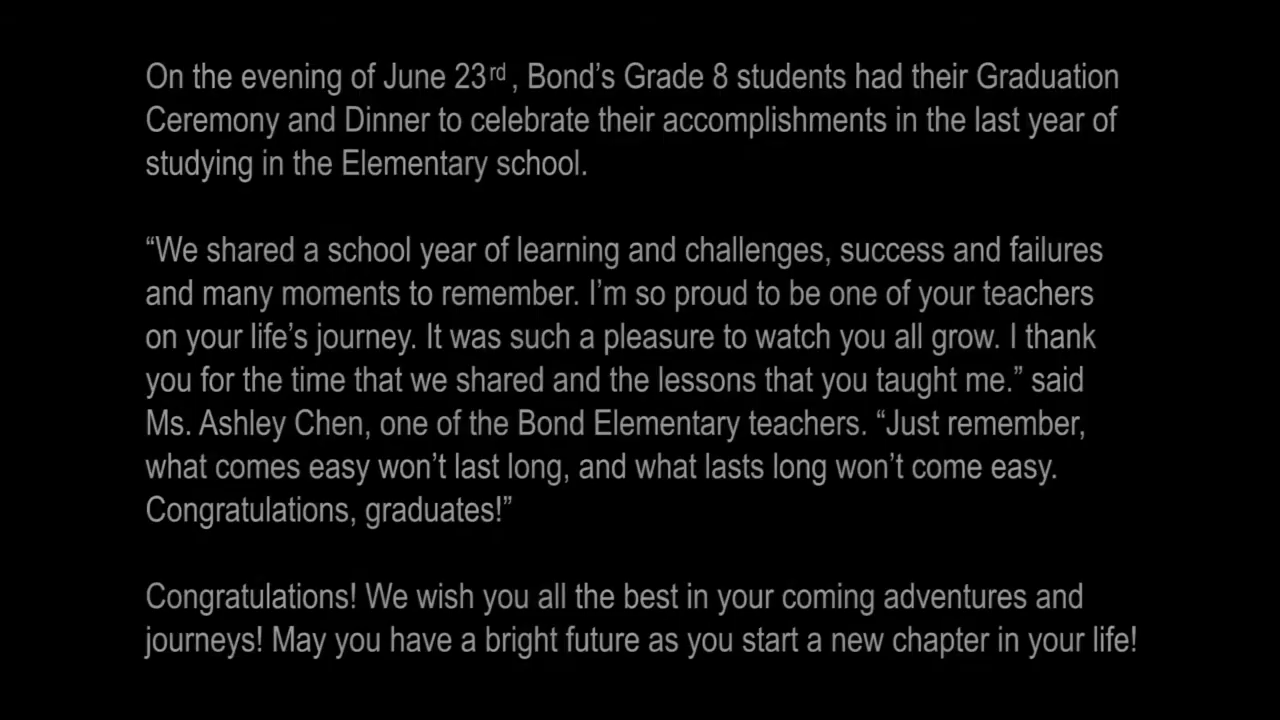 On the evening of June 23rd , Bond’s Grade 8 students had their Graduation
Ceremony and Dinner to celebrate their accomplishments in the last year of
studying in the Elementary school.
“We shared a school year of learning and challenges, success and failures
and many moments to remember. I’m so proud to be one of your teachers
on your life’s journey. It was such a pleasure to watch you all grow. I thank
you for the time that we shared and the lessons that you taught me.” said
Ms. Ashley Chen, one of the Bond Elementary teachers. “Just remember,
what comes easy won’t last long, and what lasts long won’t come easy.
Congratulations, graduates!”
Congratulations! We wish you all the best in your coming adventures and
journeys! May you have a bright future as you start a new chapter in your life!